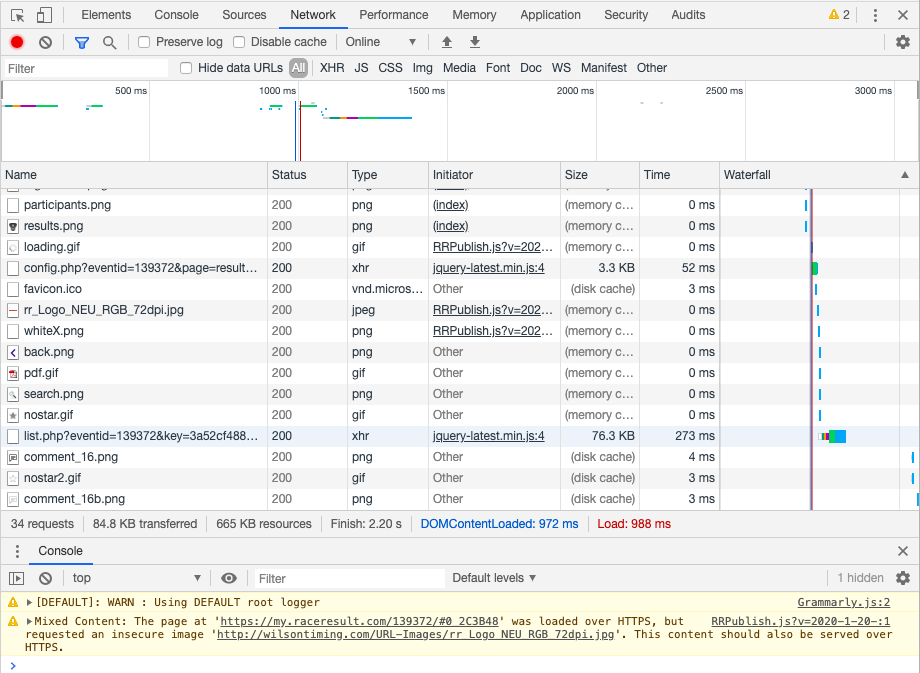 Elements Console Sources Network Performance Memory Application Security Audits 2
Preserve log Disable cache Online
Filter Hide data URLs All XHR JS CSS Img Media Font Doc WS Manifest Other
500 ms 1000 ms 1500 ms 2000 ms 2500 ms 3000 ms
Name Status Type Initiator Size Time Waterfall
participants.png 200 png (index) (memory c... 0 ms
results.png 200 png (index) (memory c... 0 ms
loading.gif 200 gif RRPublish.js?v=202... (memory c... 0 ms
config.php?eventid=139372&page=result... 200 xhr jquery-latest.min.js:4 3.3 KB 52 ms
favicon.ico 200 vnd.micros... Other (disk cache) 3 ms
rr_Logo_NEU_RGB_72dpi.jpg 200 jpeg RRPublish.js?v=202... (memory c... 0 ms
whiteX.png 200 png RRPublish.js?v=202... (memory c... 0 ms
back.png 200 png Other (memory c... 0 ms
pdf.gif 200 gif Other (memory c... 0 ms
search.png 200 png Other (memory c... 0 ms
nostar.gif 200 gif Other (memory c... 0 ms
list.php?eventid=139372&key=3a52cf488... 200 xhr jquery-latest.min.js:4 76.3 KB 273 ms
comment_16.png 200 png Other (disk cache) 4 ms
nostar2.gif 200 gif Other (disk cache) 3 ms
comment_16b.png 200 png Other (disk cache) 3 ms
34 requests 84.8 KB transferred 665 KB resources Finish: 2.20 s DOMContentLoaded: 972 ms Load: 988 ms
Console
top Filter Default levels 1 hidden
[DEFAULT]: WARN : Using DEFAULT root logger Grammarly.js:2
Mixed Content: The page at 'https://my.raceresult.com/139372/#0_2C3B48' was loaded over HTTPS, but RRPublish.js?v=2020-1-20-:1
requested an insecure image 'http://wilsontiming.com/URL-Images/rr_Logo_NEU_RGB_72dpi.jpg'. This content should also be served over
HTTPS.